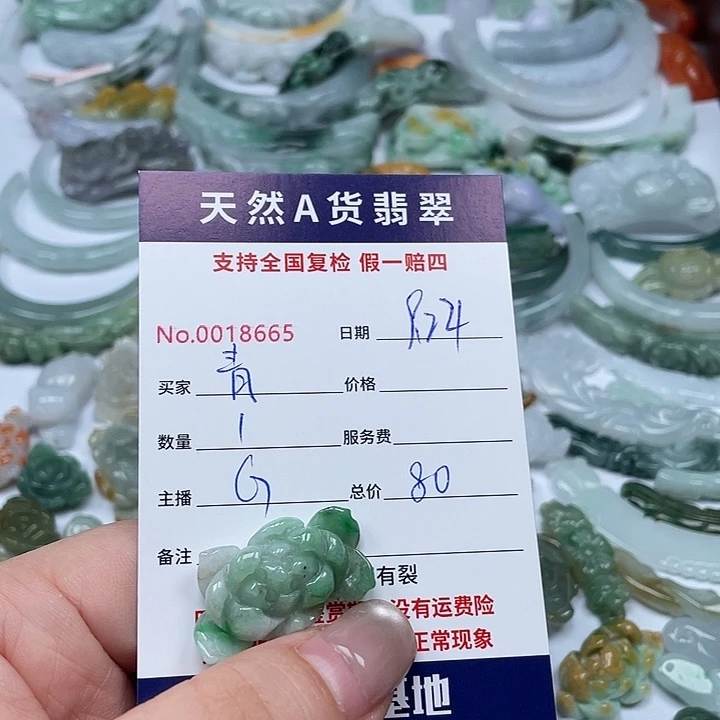 天然A货翡翠
支持全国复检 假一赔四
No.0018665 日期 8.24
买家 青 价格
数量 1 服务费
主播 G 总价 80
备注
有裂
没有运费险
正常现象
基地